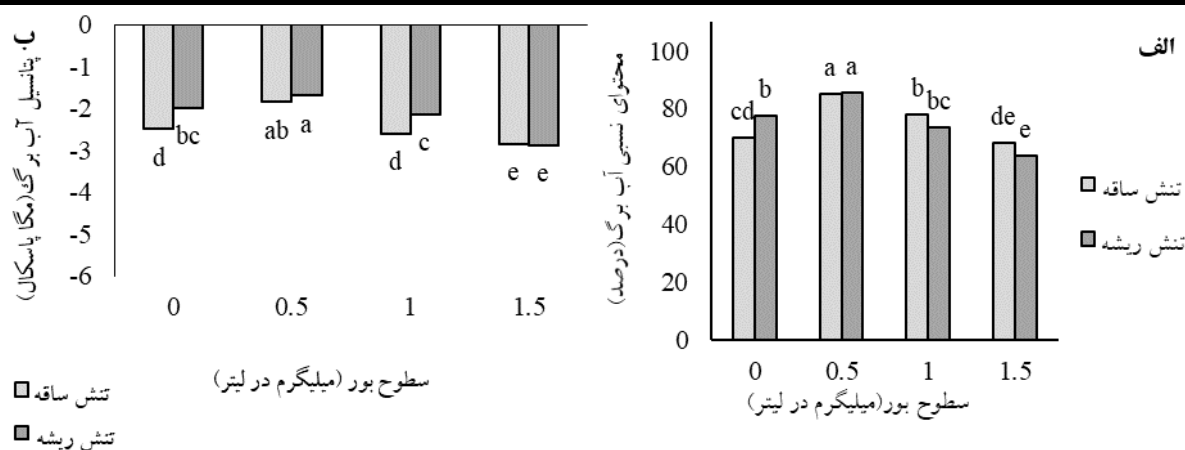 الف
محتوای نسبی آب برگ(درصد)
100
80
60
40
20
0
cd b a a b bc de e
0 0.5 1 1.5
سطوح بور(میلیگرم در لیتر)
تنش ساقه
تنش ریشه
ب
پتانسیل آب برگ(مگا پاسکال)
0
-1
-2
-3
-4
-5
-6
d bc ab a d c e e
0 0.5 1 1.5
سطوح بور (میلیگرم در لیتر)
تنش ساقه
تنش ریشه